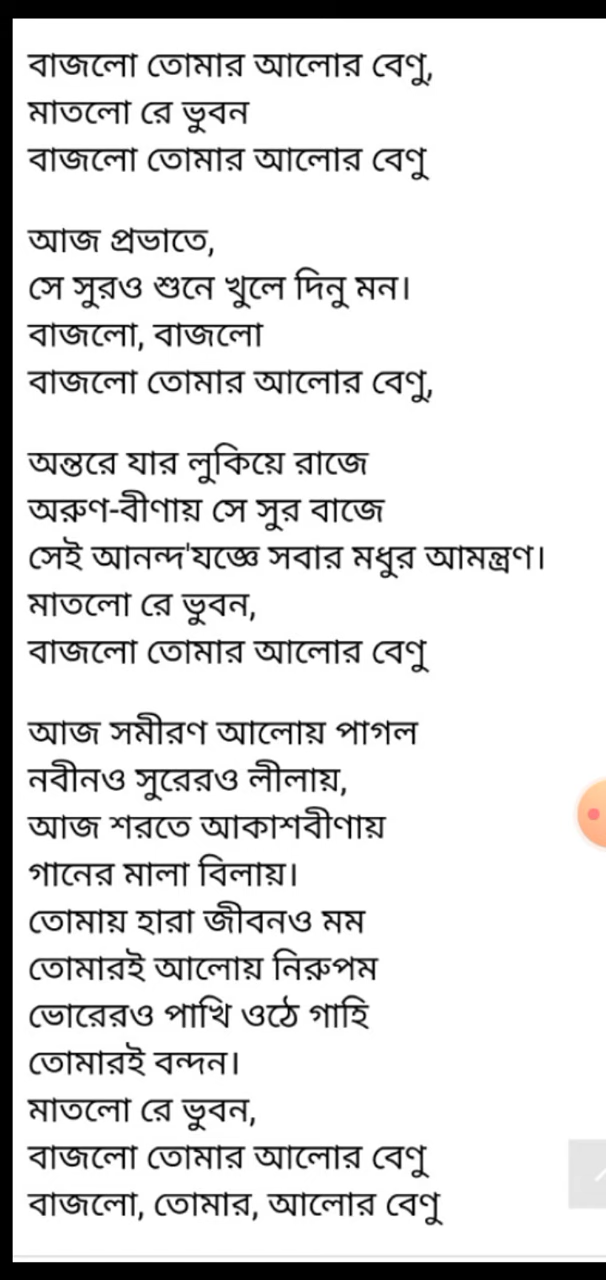 বাজলো তোমার আলোর বেণু,
মাতলো রে ভুবন
বাজলো তোমার আলোর বেণু
আজ প্রভাতে,
সে সুরও শুনে খুলে দিনু মন।
বাজলো, বাজলো
বাজলো তোমার আলোর বেণু,
অন্তরে যার লুকিয়ে রাজে
অরুণ-বীণায় সে সুর বাজে
সেই আনন্দ'যজ্ঞে সবার মধুর আমন্ত্রণ।
মাতলো রে ভুবন,
বাজলো তোমার আলোর বেণু
আজ সমীরণ আলোয় পাগল
নবীনও সুরেরও লীলায়,
আজ শরতে আকাশবীণায়
গানের মালা বিলায়।
তোমায় হারা জীবনও মম
তোমারই আলোয় নিরুপম
ভোরেরও পাখি ওঠে গাহি
তোমারই বন্দন।
মাতলো রে ভুবন,
বাজলো তোমার আলোর বেণু
বাজলো, তোমার, আলোর বেণু